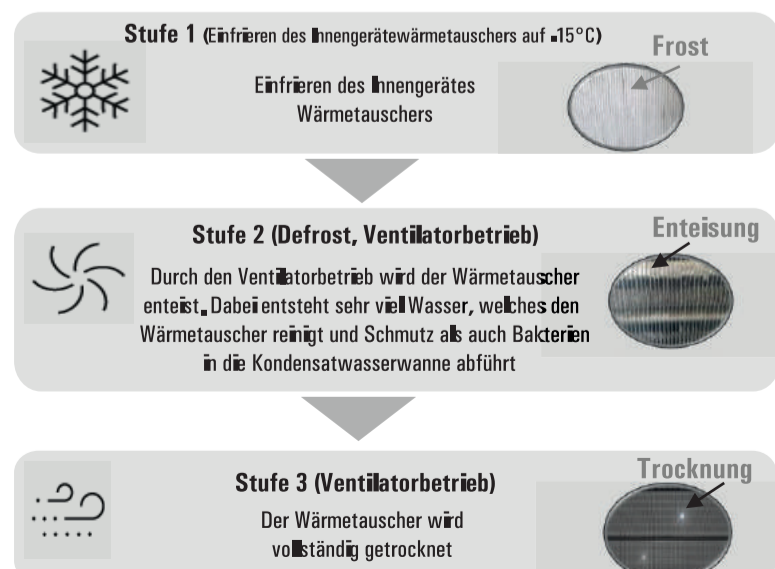 Stufe 1 (Einfrieren des Innengerätewärmetauschers auf -15°C)
Frost
Einfrieren des Innengerätes
Wärmetauschers
Stufe 2 (Defrost, Ventilatorbetrieb)
Enteisung
Durch den Ventilatorbetrieb wird der Wärmetauscher
enteist. Dabei entsteht sehr viel Wasser, welches den
Wärmetauscher reinigt und Schmutz als auch Bakterien
in die Kondensatwasserwanne abführt
Stufe 3 (Ventilatorbetrieb)
Trocknung
Der Wärmetauscher wird
vollständig getrocknet